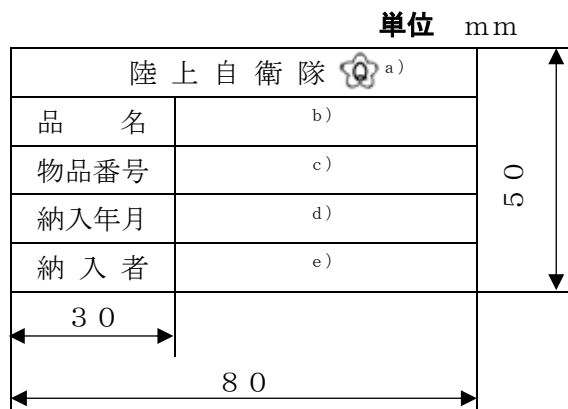 単位　mm
陸上自衛隊 Q a)
品　名 b)
物品番号 c)
納入年月 d)
納入者 e)
50
30
80